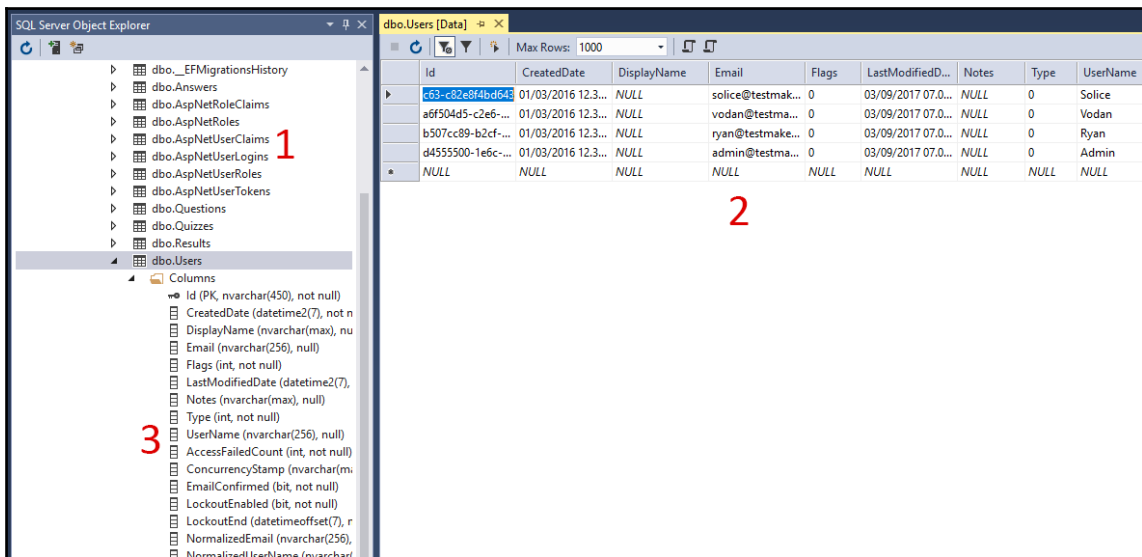 SQL Server Object Explorer
dbo.__EFMigrationsHistory
dbo.Answers
dbo.AspNetRoleClaims
dbo.AspNetRoles
dbo.AspNetUserClaims
dbo.AspNetUserLogins
dbo.AspNetUserRoles
dbo.AspNetUserTokens
dbo.Questions
dbo.Quizzes
dbo.Results
dbo.Users
Columns
Id (PK, nvarchar(450), not null)
CreatedDate (datetime2(7), not n
DisplayName (nvarchar(max), nu
Email (nvarchar(256), null)
Flags (int, not null)
LastModifiedDate (datetime2(7),
Notes (nvarchar(max), null)
Type (int, not null)
UserName (nvarchar(256), null)
AccessFailedCount (int, not null)
ConcurrencyStamp (nvarchar(ma
EmailConfirmed (bit, not null)
LockoutEnabled (bit, not null)
LockoutEnd (datetimeoffset(7), r
NormalizedEmail (nvarchar(256),
NormalizedUserName (nvarchar(
1
3
dbo.Users [Data]
Max Rows: 1000
Id CreatedDate DisplayName Email Flags LastModifiedD... Notes Type UserName
c63-c82e8f4bd643 01/03/2016 12.3... NULL solice@testmak... 0 03/09/2017 07.0... NULL 0 Solice
a6f504d5-c2e6-... 01/03/2016 12.3... NULL vodan@testma... 0 03/09/2017 07.0... NULL 0 Vodan
b507cc89-b2cf-... 01/03/2016 12.3... NULL ryan@testmake... 0 03/09/2017 07.0... NULL 0 Ryan
d4555500-1e6c-... 01/03/2016 12.3... NULL admin@testma... 0 03/09/2017 07.0... NULL 0 Admin
NULL NULL NULL NULL NULL NULL NULL NULL NULL
2